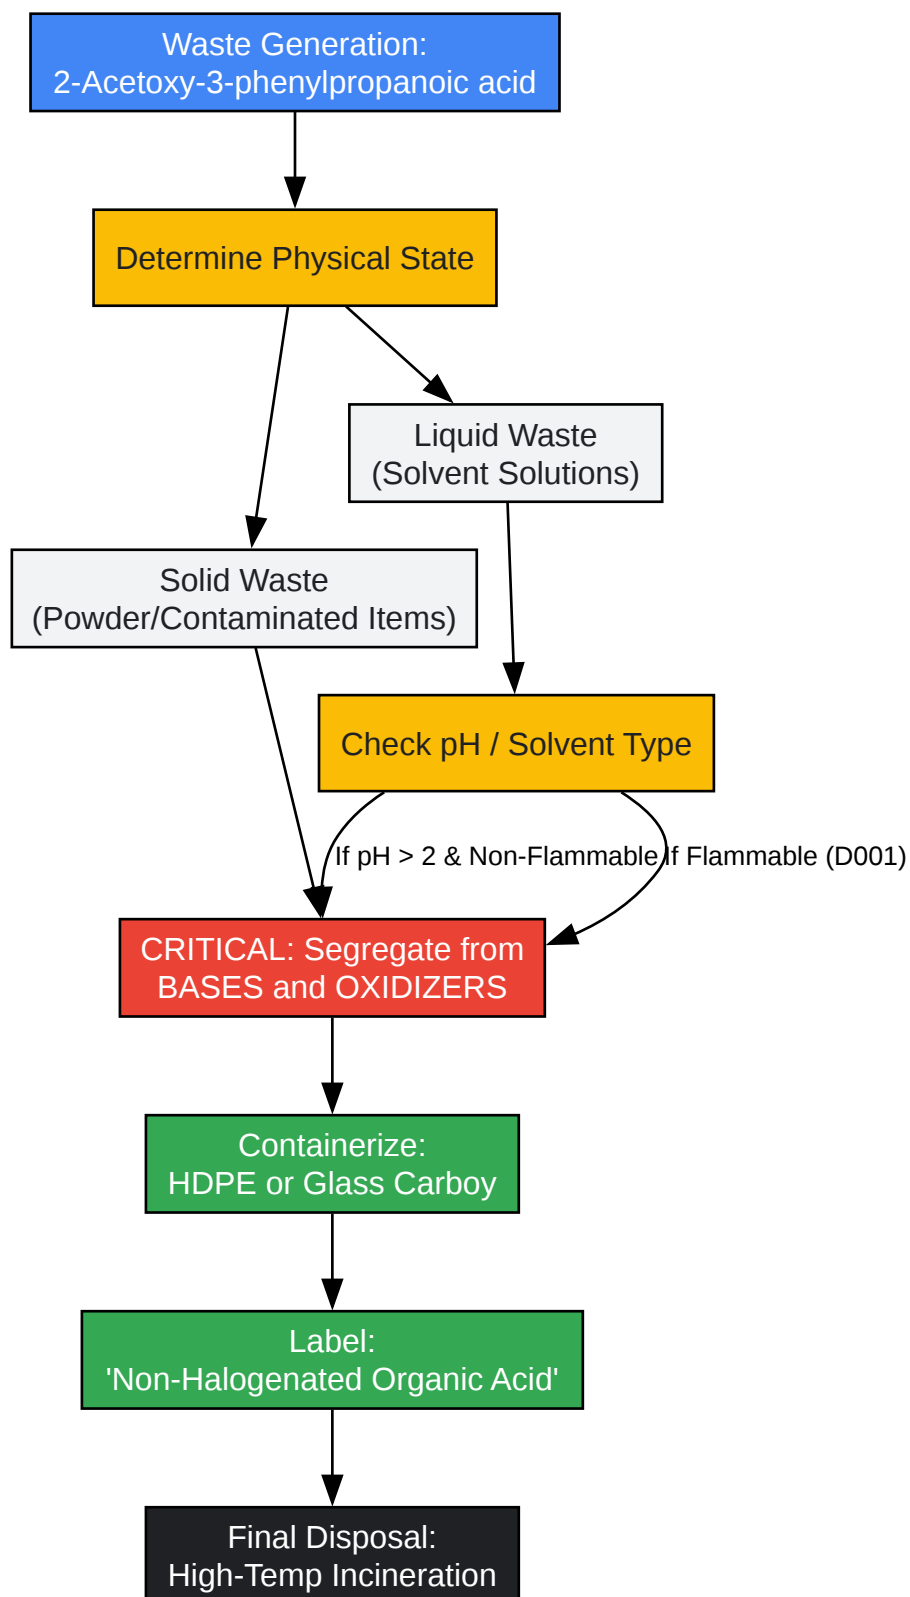 Waste Generation:
2-Acetoxy-3-phenylpropanoic acid
Determine Physical State
Liquid Waste
(Solvent Solutions)
Solid Waste
(Powder/Contaminated Items)
Check pH / Solvent Type
If pH > 2 & Non-Flammable
If Flammable (D001)
CRITICAL: Segregate from
BASES and OXIDIZERS
Containerize:
HDPE or Glass Carboy
Label:
'Non-Halogenated Organic Acid'
Final Disposal:
High-Temp Incineration